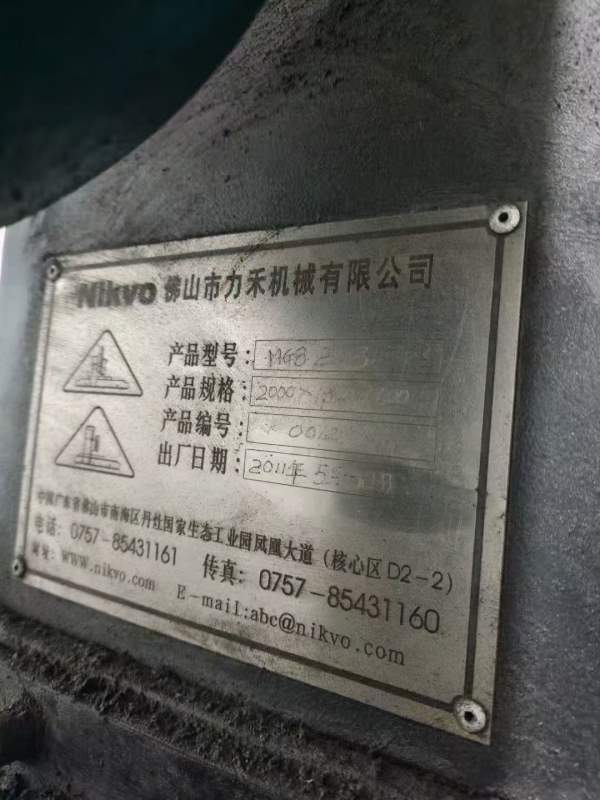 Nikvo 佛山市力禾机械有限公司
产品型号：
产品规格：
产品编号：
出厂日期：2011年
中国广东省佛山市南海区丹灶国家生态工业园凤凰大道（核心区D2-2）
电话：0757-85431161 传真：0757-85431160
网址：www.nikvo.com E-mail:abc@nikvo.com